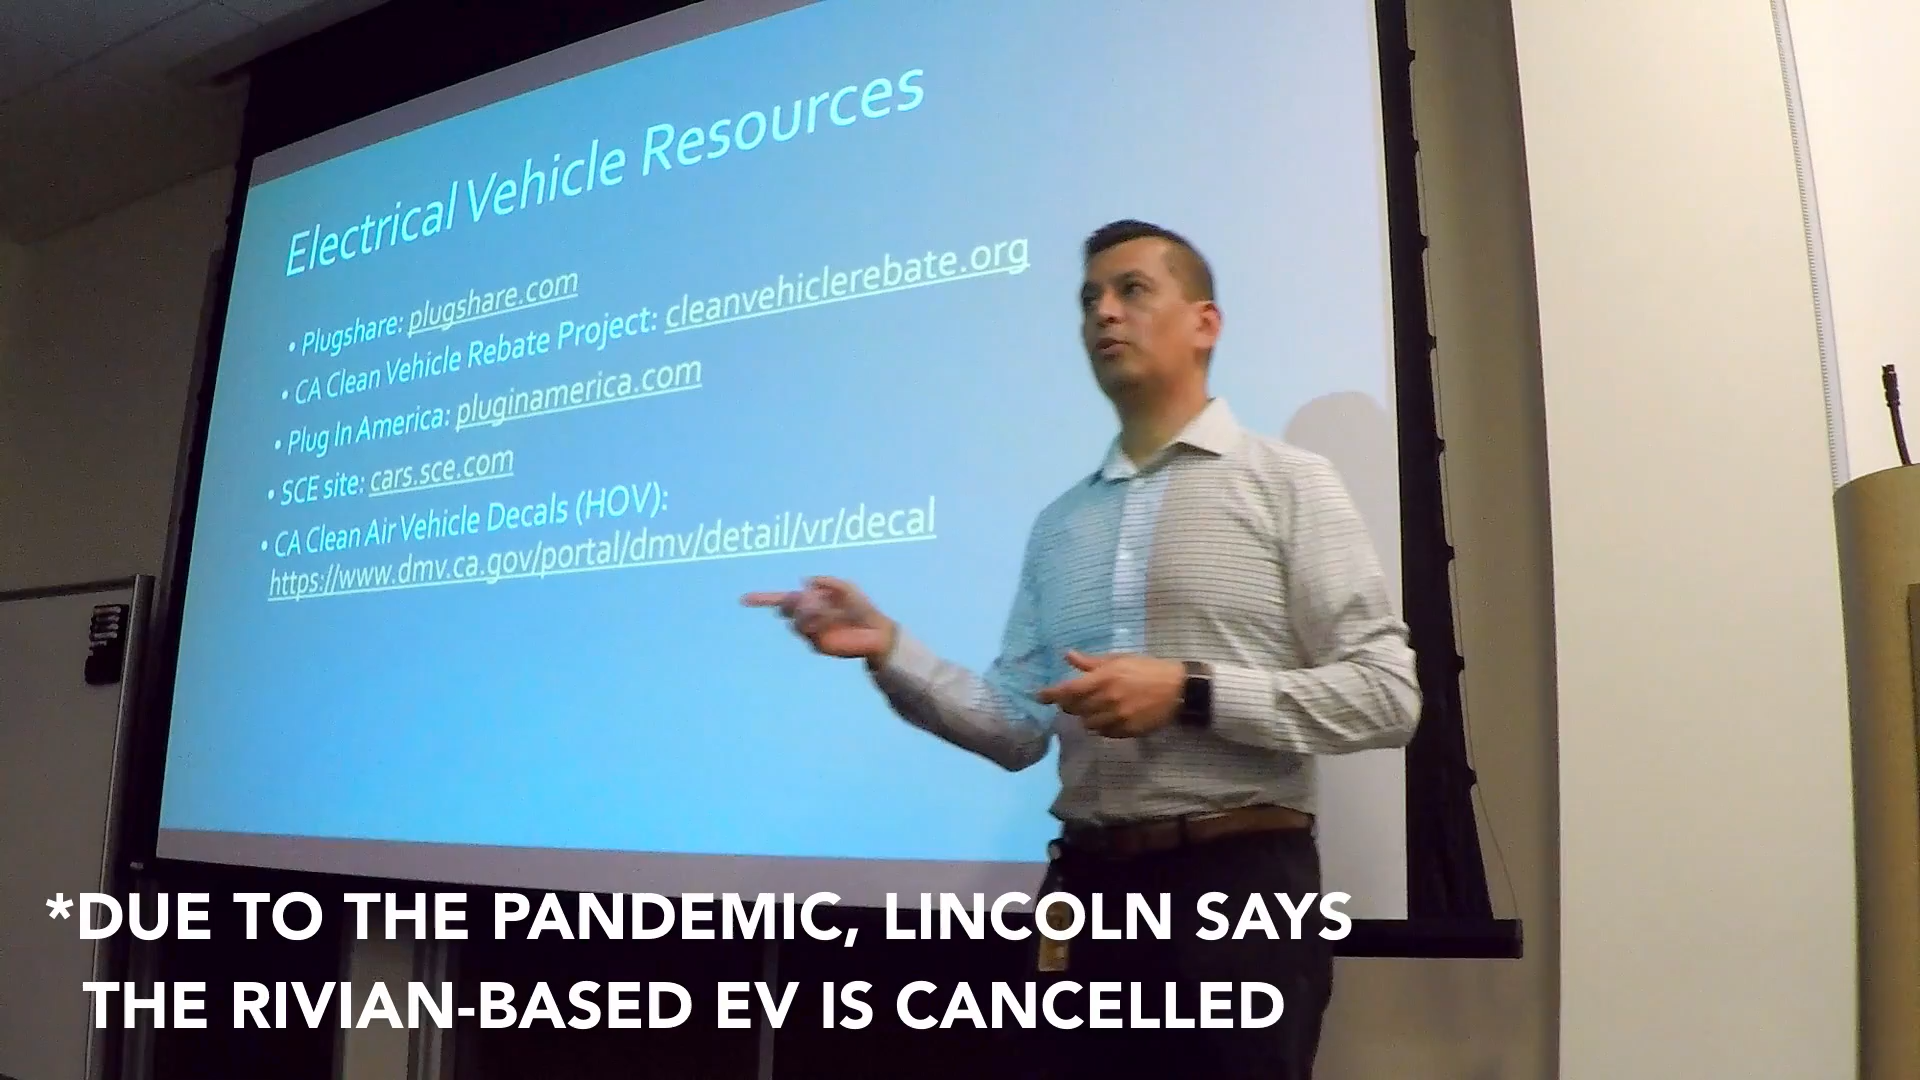 Electrical Vehicle Resources
• Plugshare: plugshare.com
• CA Clean Vehicle Rebate Project: cleanvehiclerebate.org
• Plug In America: pluginamerica.com
• SCE site: cars.sce.com
• CA Clean Air Vehicle Decals (HOV):
https://www.dmv.ca.gov/portal/dmv/detail/vr/decal
*DUE TO THE PANDEMIC, LINCOLN SAYS
THE RIVIAN-BASED EV IS CANCELLED